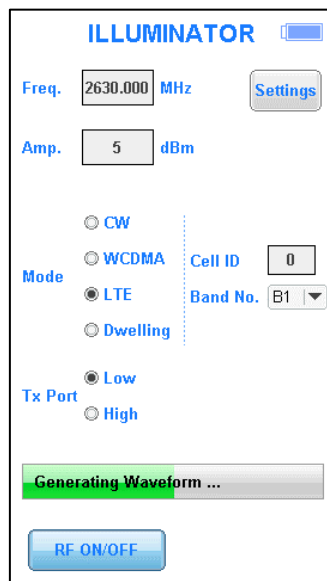 ILLUMINATOR
Freq. 2630.000 MHz Settings
Amp. 5 dBm
CW
WCDMA Cell ID 0
Mode
LTE Band No. B1
Dwelling
Low
Tx Port
High
Generating Waveform ...
RF ON/OFF